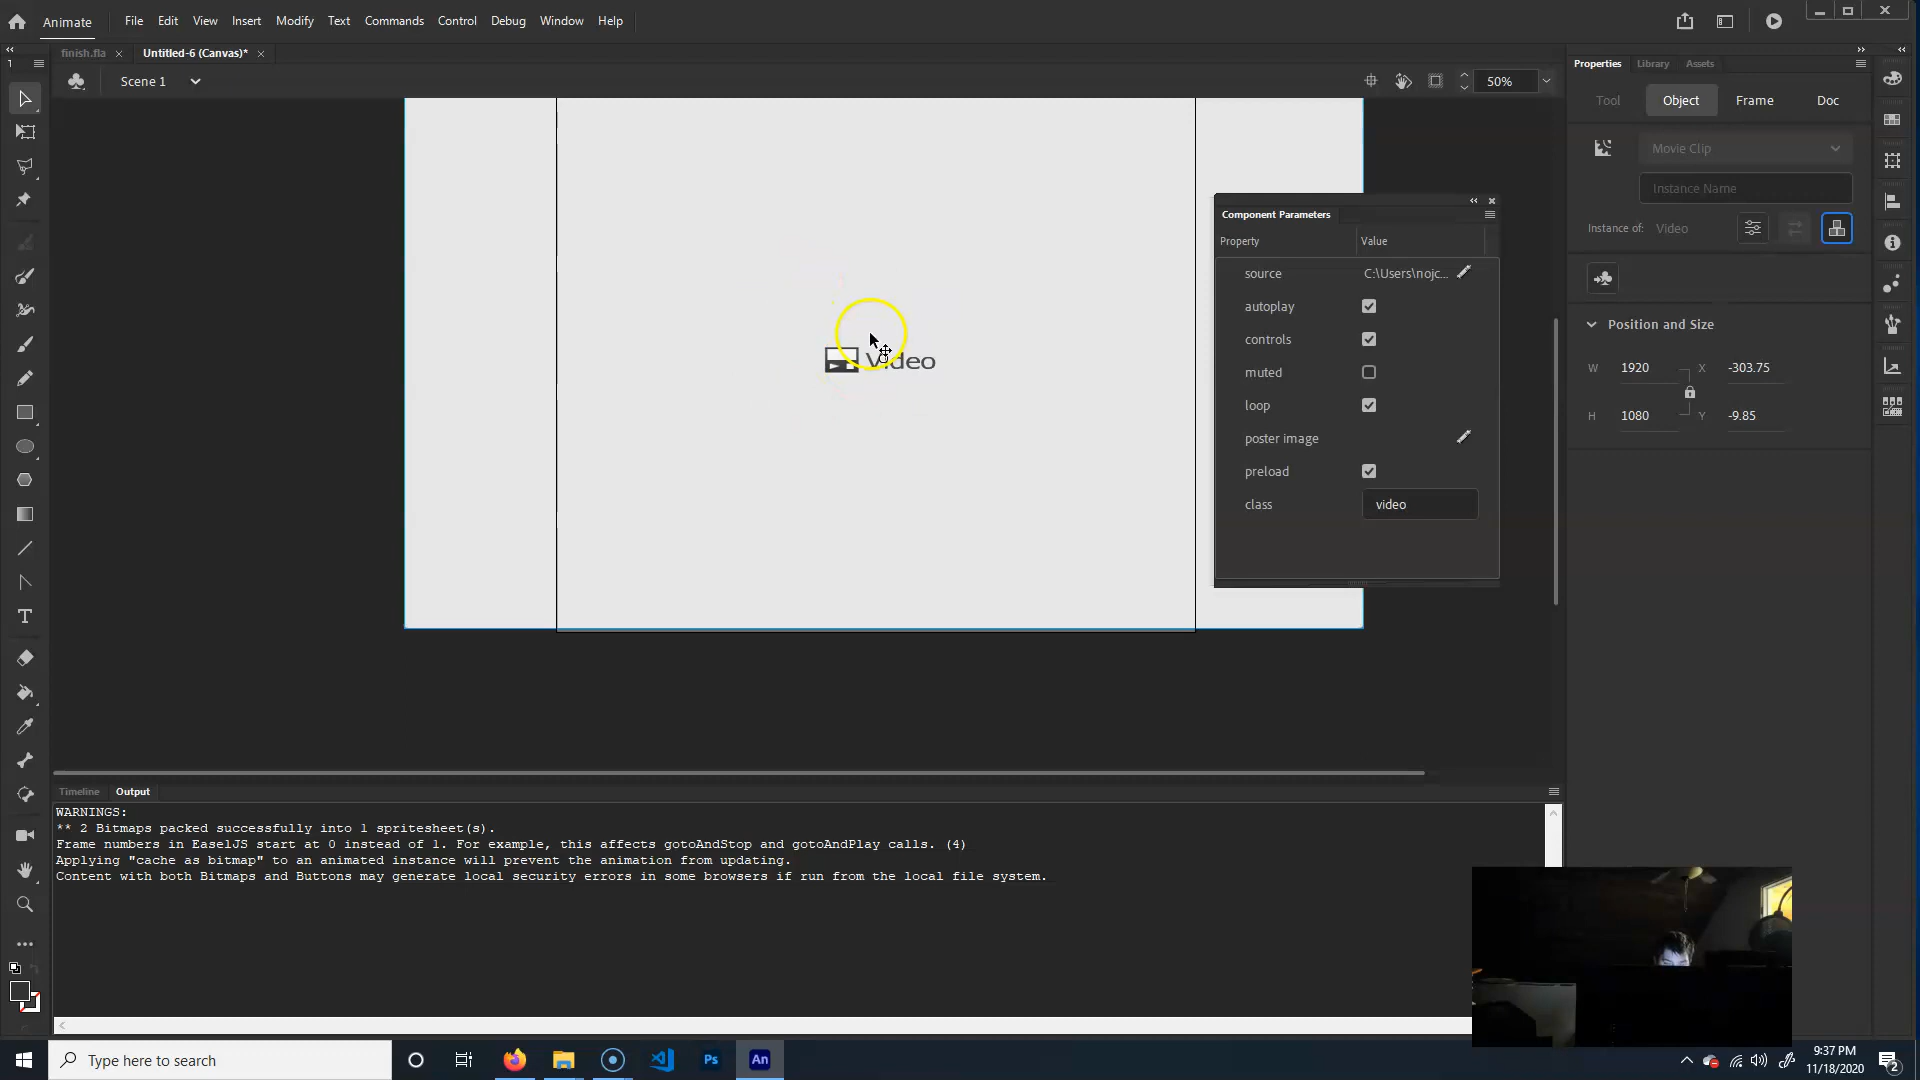 Animate
File Edit View Insert Modify Text Commands Control Debug Window Help
finish.fla
Untitled-6 (Canvas)*
Scene 1
50%
Video
Component Parameters
Property Value
source C:\Users\nojc...
autoplay
controls
muted
loop
poster image
preload
class video
Properties Library Assets
Tool Object Frame Doc
Movie Clip
Instance Name
Instance of: Video
Position and Size
W 1920 X -303.75
H 1080 Y -9.85
Timeline Output
WARNINGS:
** 2 Bitmaps packed successfully into 1 spritesheet(s).
Frame numbers in EaselJS start at 0 instead of 1. For example, this affects gotoAndStop and gotoAndPlay calls. (4)
Applying "cache as bitmap" to an animated instance will prevent the animation from updating.
Content with both Bitmaps and Buttons may generate local security errors in some browsers if run from the local file system.
Type here to search
Ps
An
9:37 PM
11/18/2020
2